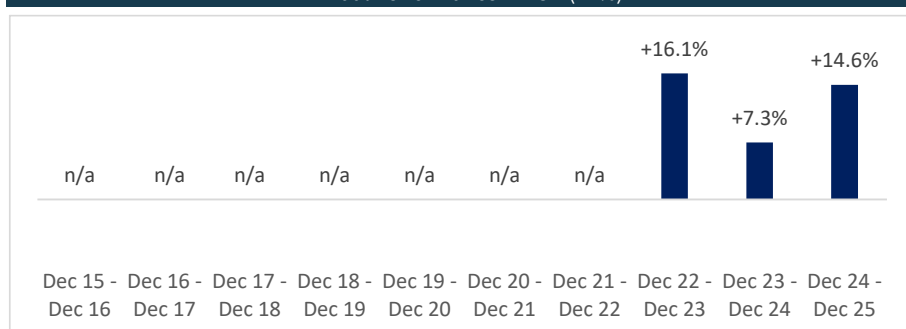 +16.1%
+14.6%
+7.3%
n/a n/a n/a n/a n/a n/a n/a
Dec 15 - Dec 16 - Dec 17 - Dec 18 - Dec 19 - Dec 20 - Dec 21 - Dec 22 - Dec 23 - Dec 24 -
Dec 16 Dec 17 Dec 18 Dec 19 Dec 20 Dec 21 Dec 22 Dec 23 Dec 24 Dec 25